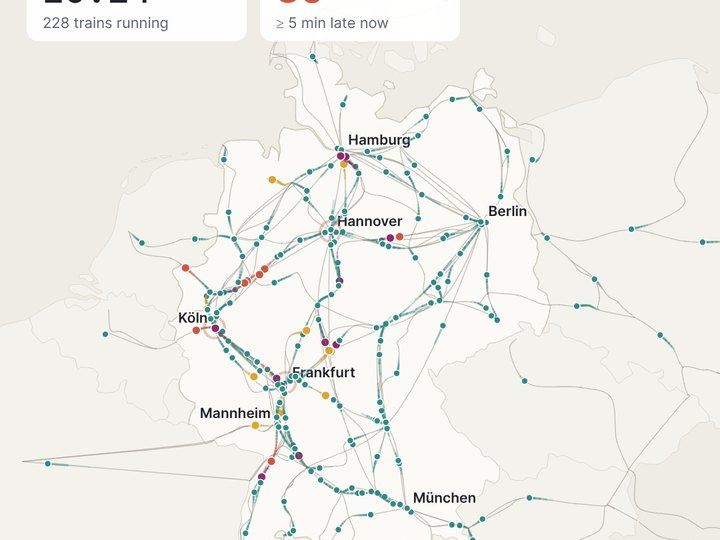 228 trains running
≥ 5 min late now
Hamburg
Hannover
Berlin
Köln
Frankfurt
Mannheim
München